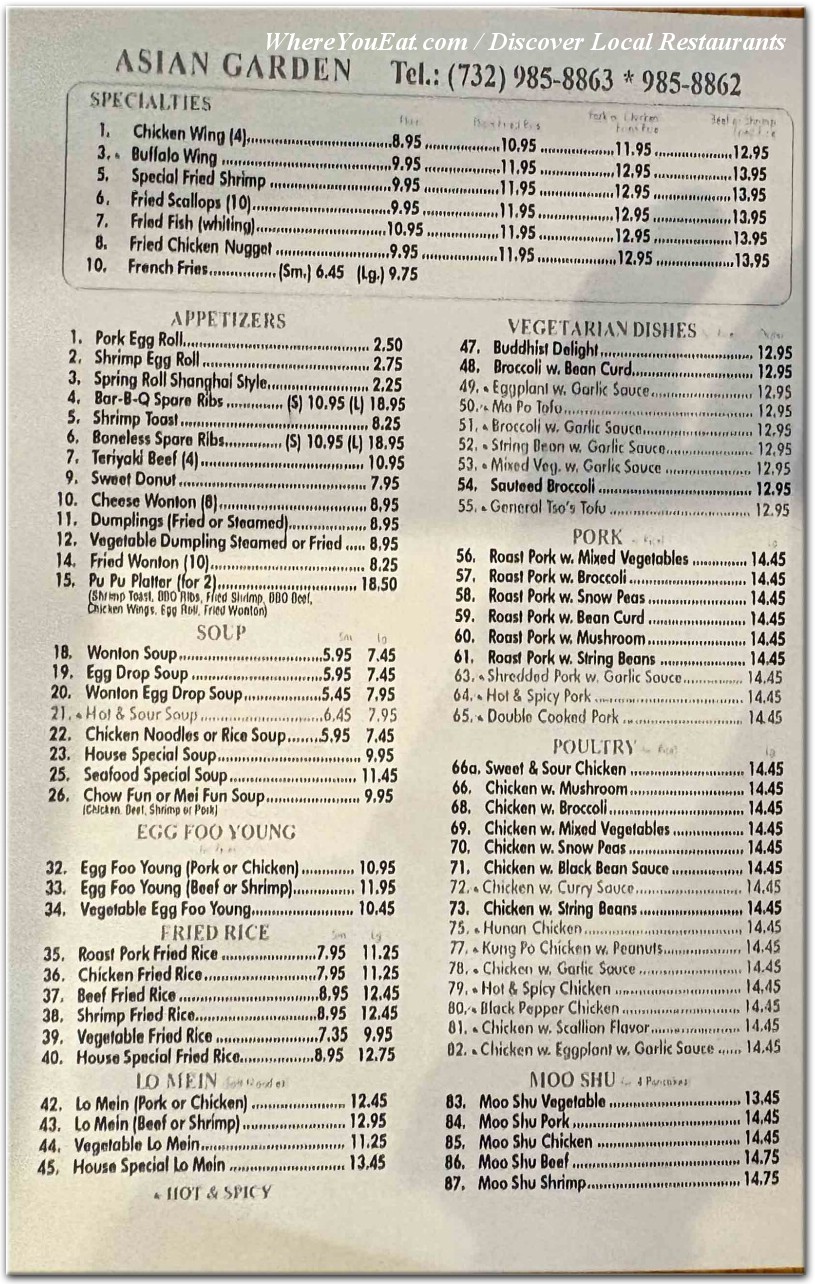 WhereYouEat.com / Discover Local Restaurants
ASIAN GARDEN Tel.: (732) 985-8863 * 985-8862
SPECIALTIES
Plain Plain Fried Rice Pork or Chicken Fried Rice Beef or Shrimp Fried Rice
1. Chicken Wing (4) 8.95 10.95 11.95 12.95
3. Buffalo Wing 9.95 11.95 12.95 13.95
5. Special Fried Shrimp 9.95 11.95 12.95 13.95
6. Fried Scallops (10) 9.95 11.95 12.95 13.95
7. Fried Fish (whiting) 10.95 11.95 12.95 13.95
8. Fried Chicken Nugget 9.95 11.95 12.95 13.95
10. French Fries (Sm.) 6.45 (Lg.) 9.75
APPETIZERS
1. Pork Egg Roll 2.50
2. Shrimp Egg Roll 2.75
3. Spring Roll Shanghai Style 2.25
4. Bar-B-Q Spare Ribs (S) 10.95 (L) 18.95
5. Shrimp Toast 8.25
6. Boneless Spare Ribs (S) 10.95 (L) 18.95
7. Teriyaki Beef (4) 10.95
9. Sweet Donut 7.95
10. Cheese Wonton (8) 8.95
11. Dumplings (Fried or Steamed) 8.95
12. Vegetable Dumpling Steamed or Fried 8.95
14. Fried Wonton (10) 8.25
15. Pu Pu Platter (for 2) 18.50
(Shrimp Toast, BBQ Ribs, Fried Shrimp, BBQ Beef,
Chicken Wings, Egg Roll, Fried Wonton)
SOUP Sm Lg
18. Wonton Soup 5.95 7.45
19. Egg Drop Soup 5.95 7.45
20. Wonton Egg Drop Soup 5.45 7.95
21. Hot & Sour Soup 6.45 7.95
22. Chicken Noodles or Rice Soup 5.95 7.45
23. House Special Soup 9.95
25. Seafood Special Soup 11.45
26. Chow Fun or Mei Fun Soup 9.95
(Chicken, Beef, Shrimp or Pork)
EGG FOO YOUNG
32. Egg Foo Young (Pork or Chicken) 10.95
33. Egg Foo Young (Beef or Shrimp) 11.95
34. Vegetable Egg Foo Young 10.45
FRIED RICE Sm Lg
35. Roast Pork Fried Rice 7.95 11.25
36. Chicken Fried Rice 7.95 11.25
37. Beef Fried Rice 8.95 12.45
38. Shrimp Fried Rice 8.95 12.45
39. Vegetable Fried Rice 7.35 9.95
40. House Special Fried Rice 8.95 12.75
LO MEIN (Soft Noodle)
42. Lo Mein (Pork or Chicken) 12.45
43. Lo Mein (Beef or Shrimp) 12.95
44. Vegetable Lo Mein 11.25
45. House Special Lo Mein 13.45
HOT & SPICY
VEGETARIAN DISHES
47. Buddhist Delight 12.95
48. Broccoli w. Bean Curd 12.95
49. Eggplant w. Garlic Sauce 12.95
50. Ma Po Tofu 12.95
51. Broccoli w. Garlic Sauce 12.95
52. String Bean w. Garlic Sauce 12.95
53. Mixed Veg. w. Garlic Sauce 12.95
54. Sauteed Broccoli 12.95
55. General Tso's Tofu 12.95
PORK
56. Roast Pork w. Mixed Vegetables 14.45
57. Roast Pork w. Broccoli 14.45
58. Roast Pork w. Snow Peas 14.45
59. Roast Pork w. Bean Curd 14.45
60. Roast Pork w. Mushroom 14.45
61. Roast Pork w. String Beans 14.45
63. Shredded Pork w. Garlic Sauce 14.45
64. Hot & Spicy Pork 14.45
65. Double Cooked Pork 14.45
POULTRY Lg
66a. Sweet & Sour Chicken 14.45
66. Chicken w. Mushroom 14.45
68. Chicken w. Broccoli 14.45
69. Chicken w. Mixed Vegetables 14.45
70. Chicken w. Snow Peas 14.45
71. Chicken w. Black Bean Sauce 14.45
72. Chicken w. Curry Sauce 14.45
73. Chicken w. String Beans 14.45
75. Hunan Chicken 14.45
77. Kung Po Chicken w. Peanuts 14.45
78. Chicken w. Garlic Sauce 14.45
79. Hot & Spicy Chicken 14.45
80. Black Pepper Chicken 14.45
81. Chicken w. Scallion Flavor 14.45
82. Chicken w. Eggplant w. Garlic Sauce 14.45
MOO SHU w. 4 Pancakes
83. Moo Shu Vegetable 13.45
84. Moo Shu Pork 14.45
85. Moo Shu Chicken 14.45
86. Moo Shu Beef 14.75
87. Moo Shu Shrimp 14.75